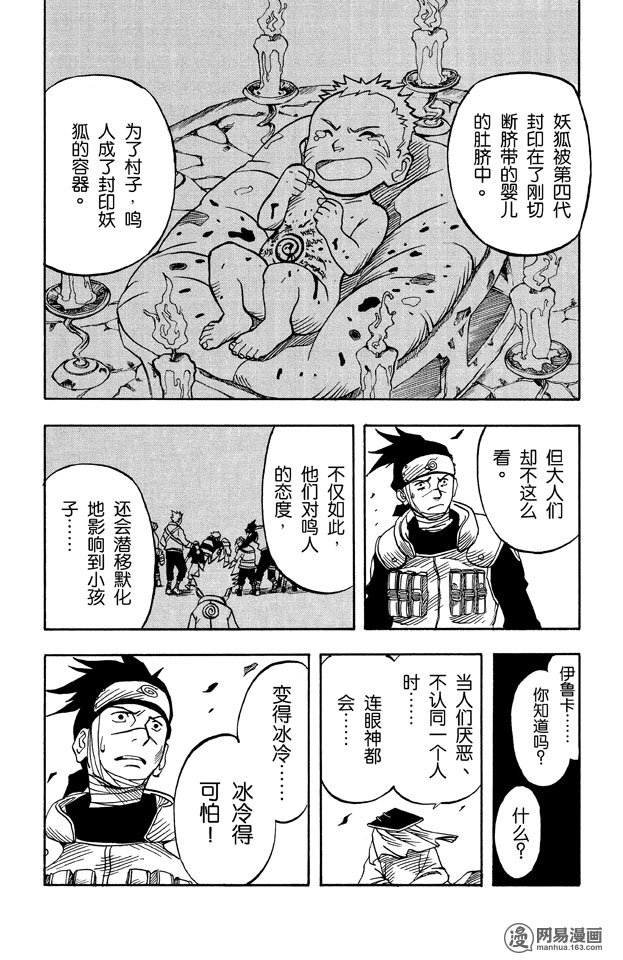 妖狐被第四代
封印在了刚切
断脐带的婴儿
的肚脐中。
为了村子，鸣
人成了封印妖
狐的容器。
但大人们
却不这么
看。
不仅如此，
他们对鸣人
的态度，
还会潜移默化
地影响到小孩
子……
伊鲁卡……
你知道吗？
什么？
当人们厌恶、
不认同一个人
时……
连眼神都
会……
变得冰冷……
冰冷得
可怕！
漫 网易漫画
manhua.163.com